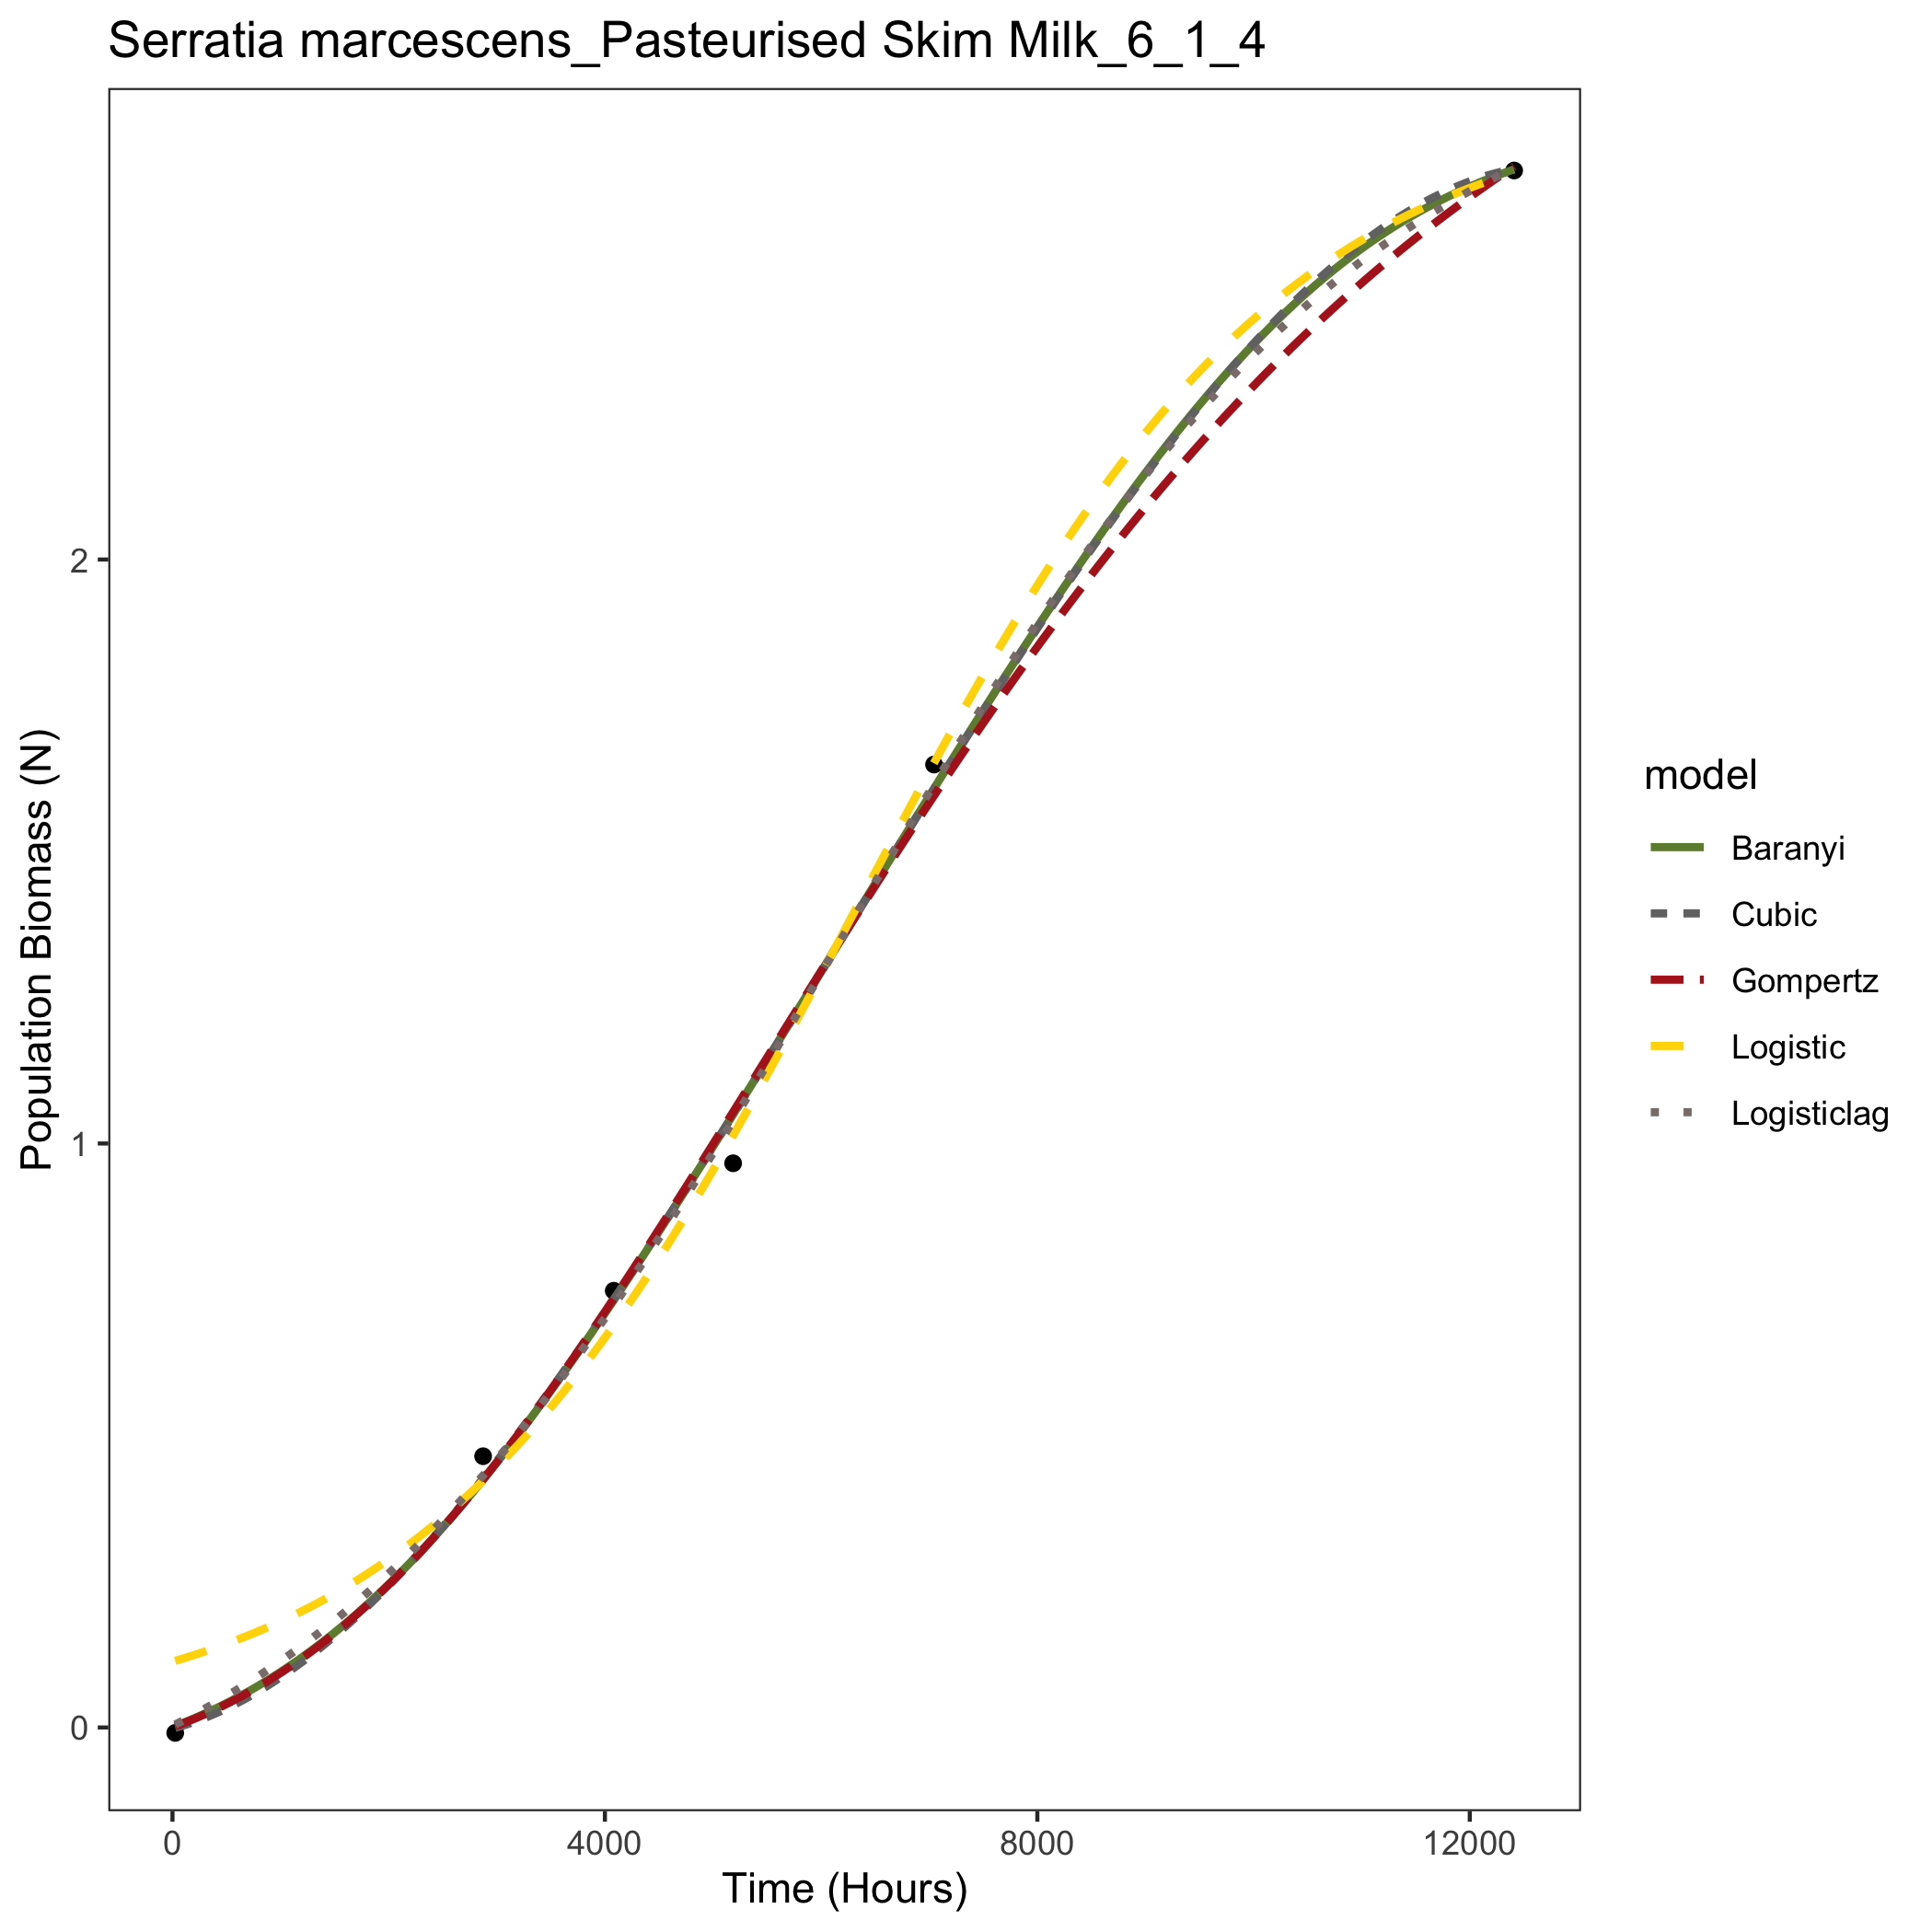 Serratia marcescens_Pasteurised Skim Milk_6_1_4
Population Biomass (N)
2
1
0
0 4000 8000 12000
Time (Hours)
model
Baranyi
Cubic
Gompertz
Logistic
Logisticlag